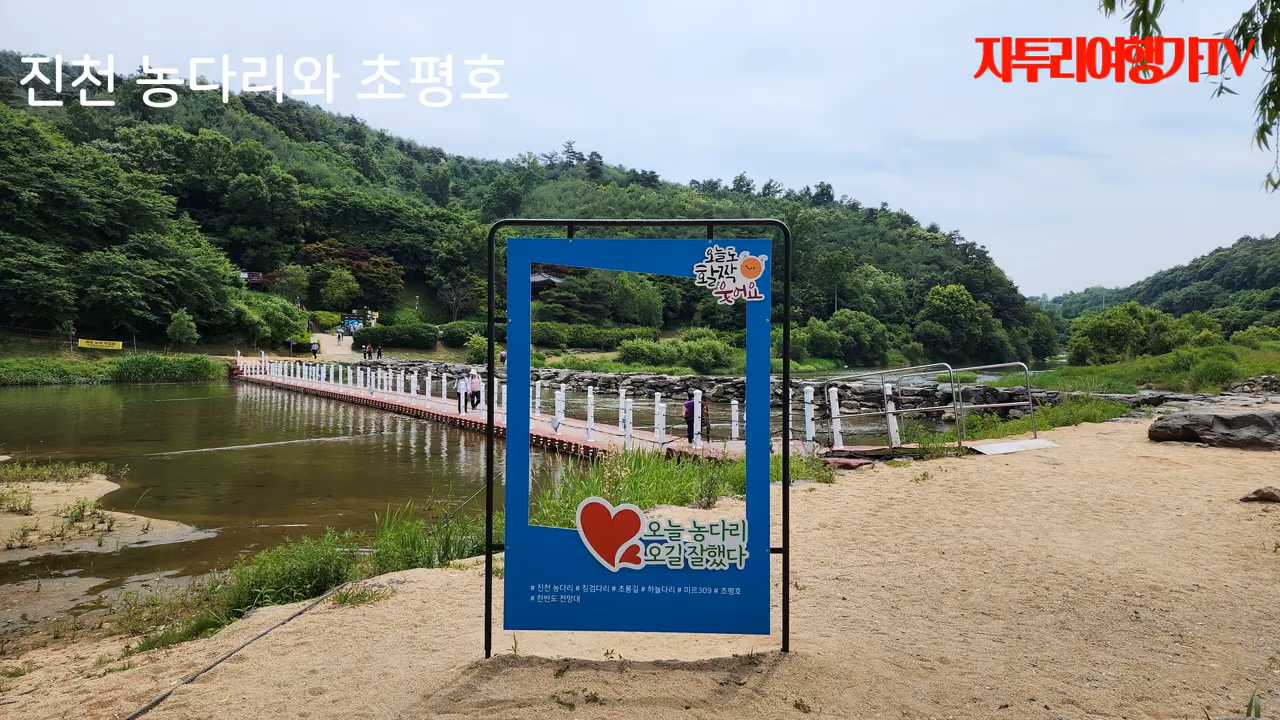 진천 농다리와 초평호
자투리여행가TV
오늘도
활짝
웃어요
오늘 농다리
오길 잘했다
# 진천 농다리 # 징검다리 # 초롱길 # 하늘다리 # 미르309 # 초평호
# 한반도 전망대